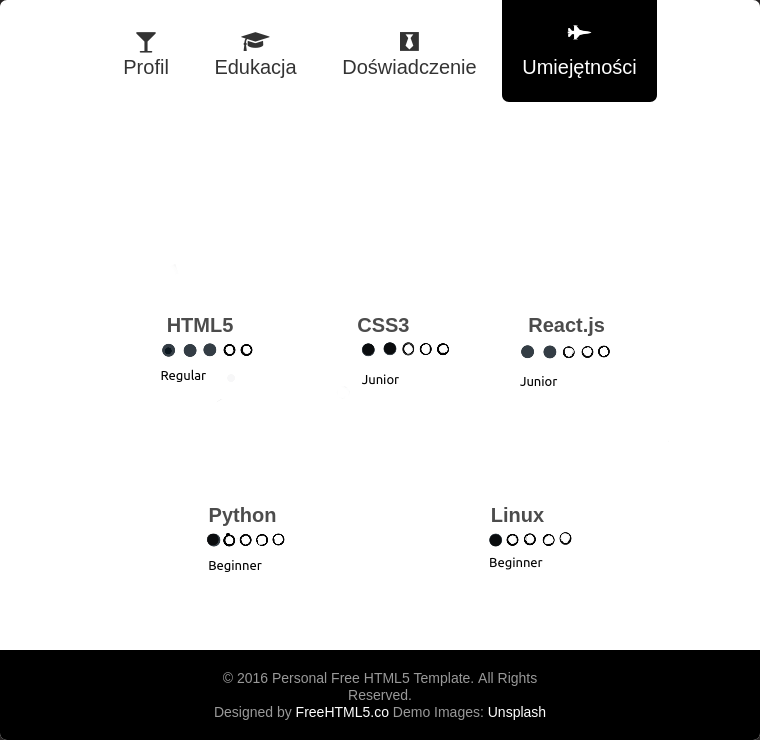 Profil
Edukacja
Doświadczenie
Umiejętności
HTML5
CSS3
React.js
Regular
Junior
Junior
Python
Linux
Beginner
Beginner
© 2016 Personal Free HTML5 Template. All Rights
Reserved.
Designed by FreeHTML5.co Demo Images: Unsplash